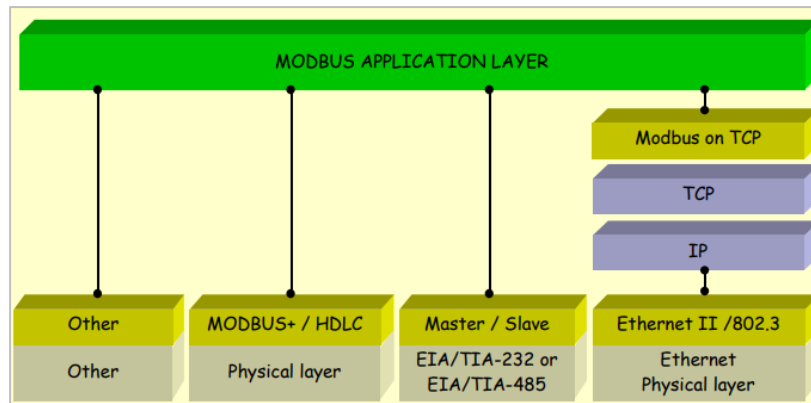 MODBUS APPLICATION LAYER
Modbus on TCP
TCP
IP
Other
MODBUS+ / HDLC
Master / Slave
Ethernet II /802.3
Other
Physical layer
EIA/TIA-232 or
EIA/TIA-485
Ethernet
Physical layer